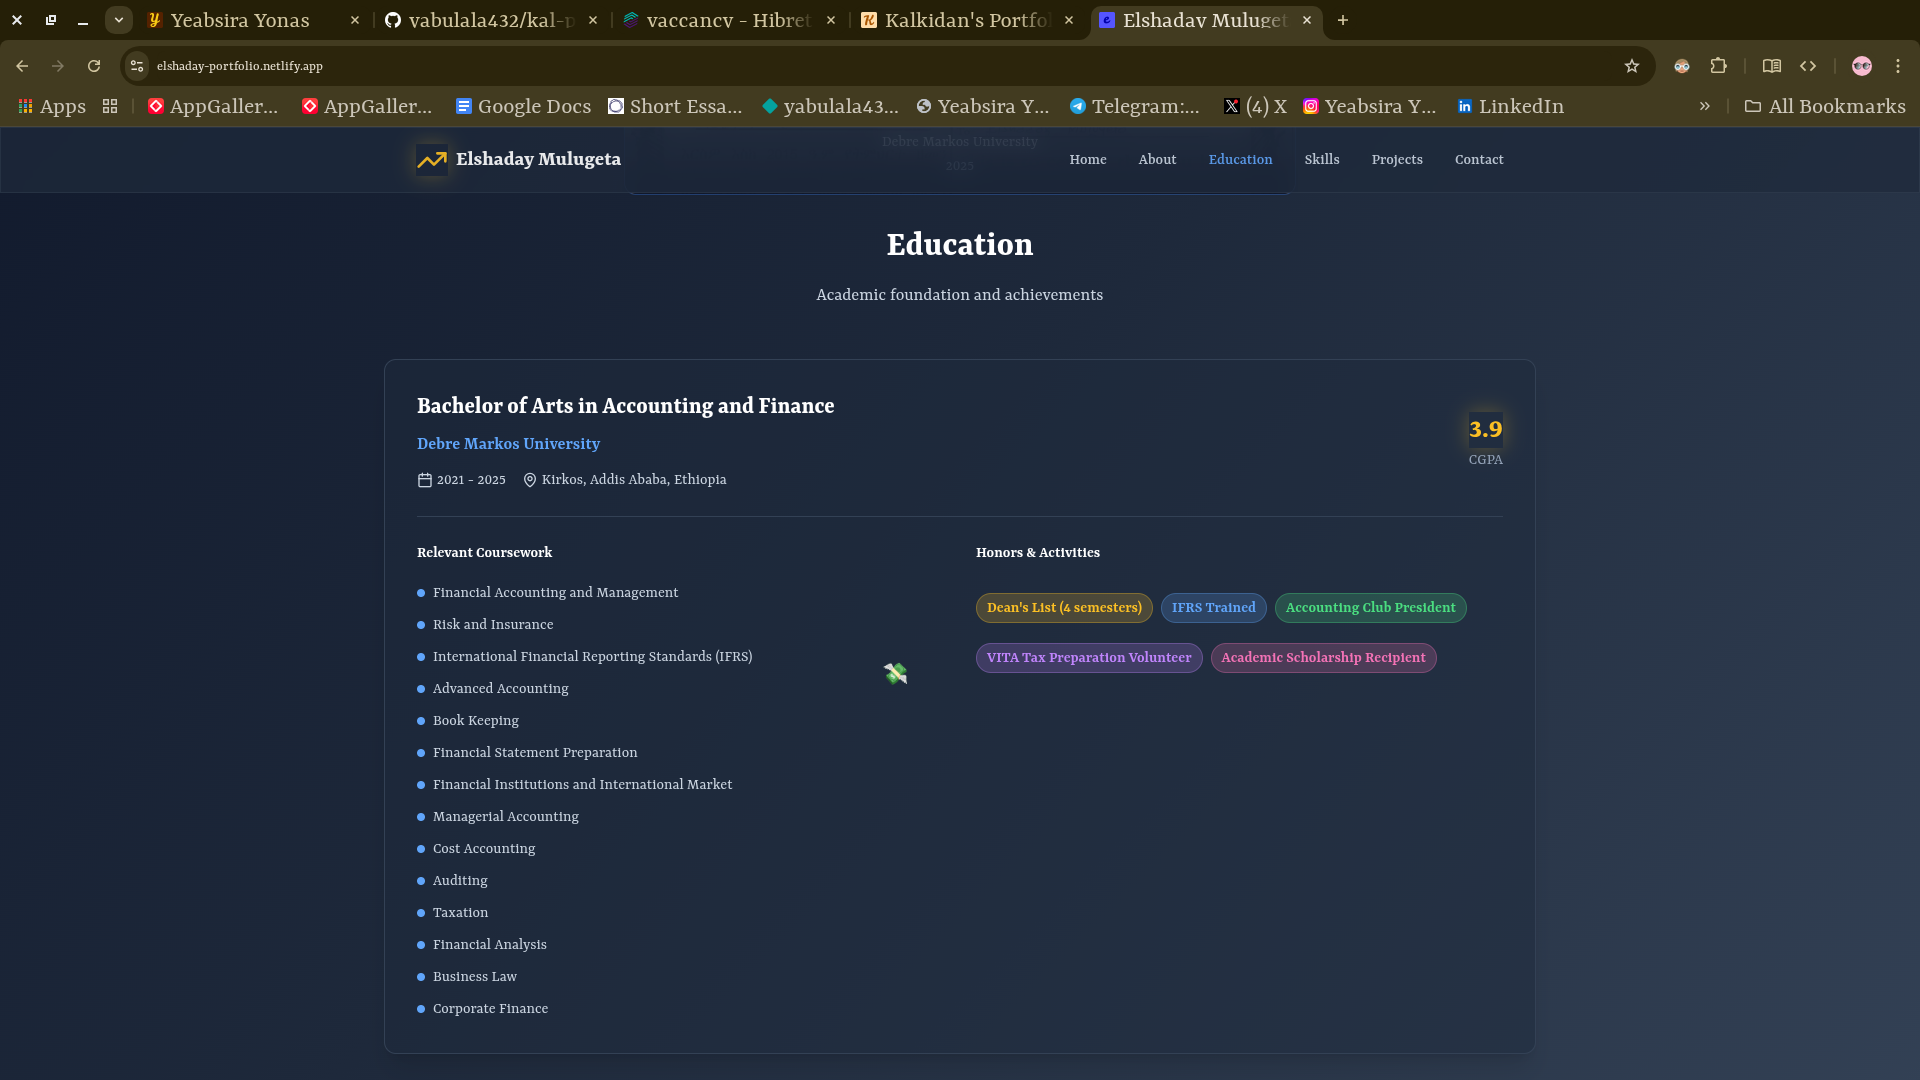 Yeabsira Yonas
yabulala432/kal-p
vaccancy - Hibret
Kalkidan's Portfol
Elshaday Muluget
elshaday-portfolio.netlify.app
Apps
AppGaller...
AppGaller...
Google Docs
Short Essa...
yabulala43...
Yeabsira Y...
Telegram:...
(4) X
Yeabsira Y...
LinkedIn
All Bookmarks
Debre Markos University
2025
Elshaday Mulugeta
Home
About
Education
Skills
Projects
Contact
Education
Academic foundation and achievements
Bachelor of Arts in Accounting and Finance
Debre Markos University
2021 - 2025
Kirkos, Addis Ababa, Ethiopia
3.9
CGPA
Relevant Coursework
Financial Accounting and Management
Risk and Insurance
International Financial Reporting Standards (IFRS)
Advanced Accounting
Book Keeping
Financial Statement Preparation
Financial Institutions and International Market
Managerial Accounting
Cost Accounting
Auditing
Taxation
Financial Analysis
Business Law
Corporate Finance
Honors & Activities
Dean's List (4 semesters)
IFRS Trained
Accounting Club President
VITA Tax Preparation Volunteer
Academic Scholarship Recipient